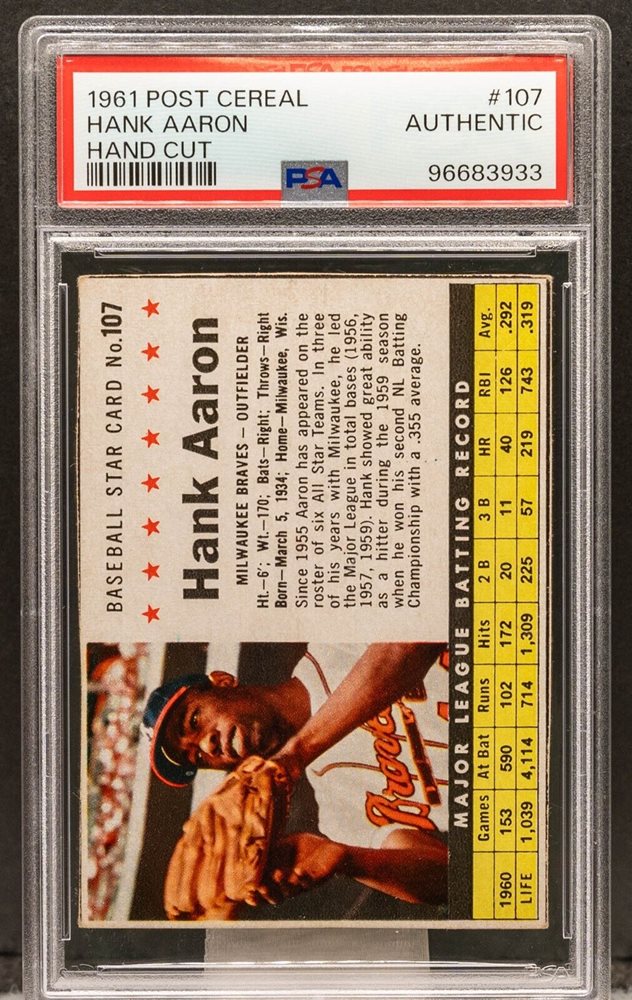 1961 POST CEREAL #107
HANK AARON AUTHENTIC
HAND CUT
PSA 96683933
BASEBALL STAR CARD No. 107
Hank Aaron
MILWAUKEE BRAVES – OUTFIELDER
Ht.–6'; Wt.–170; Bats–Right; Throws–Right
Born–March 5, 1934; Home–Milwaukee, Wis.
Since 1955 Aaron has appeared on the
roster of six All Star Teams. In three
of his years with Milwaukee, he led
the Major League in total bases (1956,
1957, 1959). Hank showed great ability
as a hitter during the 1959 season
when he won his second NL Batting
Championship with a .355 average.
MAJOR LEAGUE BATTING RECORD
Games At Bat Runs Hits 2 B 3 B HR RBI Avg.
1960 153 590 102 172 20 11 40 126 .292
LIFE 1,039 4,114 714 1,309 225 57 219 743 .319
PSA